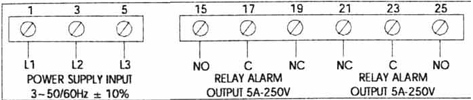 1 3 5 15 17 19 21 23 25
L1 L2 L3 NO C NC NC C NO
POWER SUPPLY INPUT RELAY ALARM RELAY ALARM
3~50/60Hz ± 10% OUTPUT 5A-250V OUTPUT 5A-250V